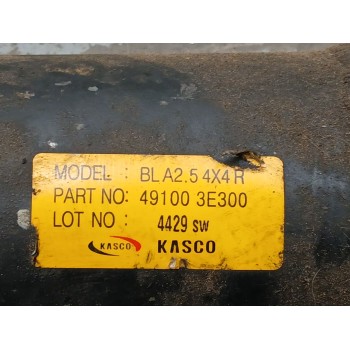 MODEL : BLA2.5 4X4 R
PART NO: 49100 3E300
LOT NO : 4429 SW
KASCO KASCO